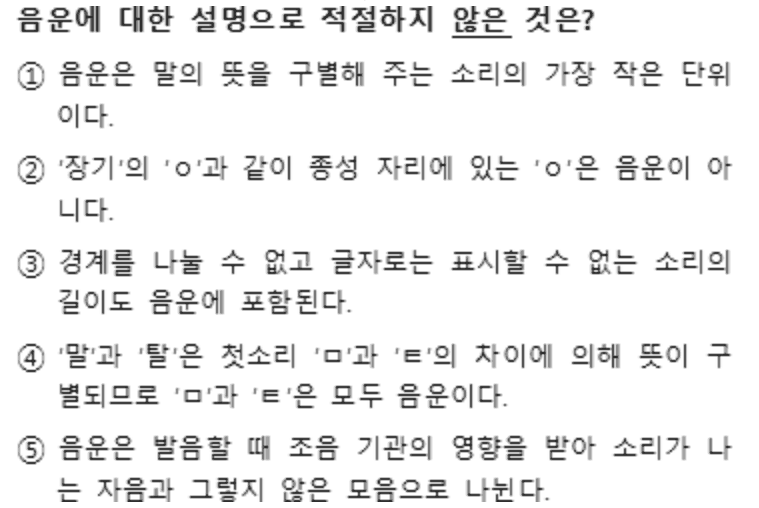 음운에 대한 설명으로 적절하지 않은 것은?
① 음운은 말의 뜻을 구별해 주는 소리의 가장 작은 단위
이다.
② '장기'의 'ㅇ'과 같이 종성 자리에 있는 'ㅇ'은 음운이 아
니다.
③ 경계를 나눌 수 없고 글자로는 표시할 수 없는 소리의
길이도 음운에 포함된다.
④ '말'과 '탈'은 첫소리 'ㅁ'과 'ㅌ'의 차이에 의해 뜻이 구
별되므로 'ㅁ'과 'ㅌ'은 모두 음운이다.
⑤ 음운은 발음할 때 조음 기관의 영향을 받아 소리가 나
는 자음과 그렇지 않은 모음으로 나뉜다.